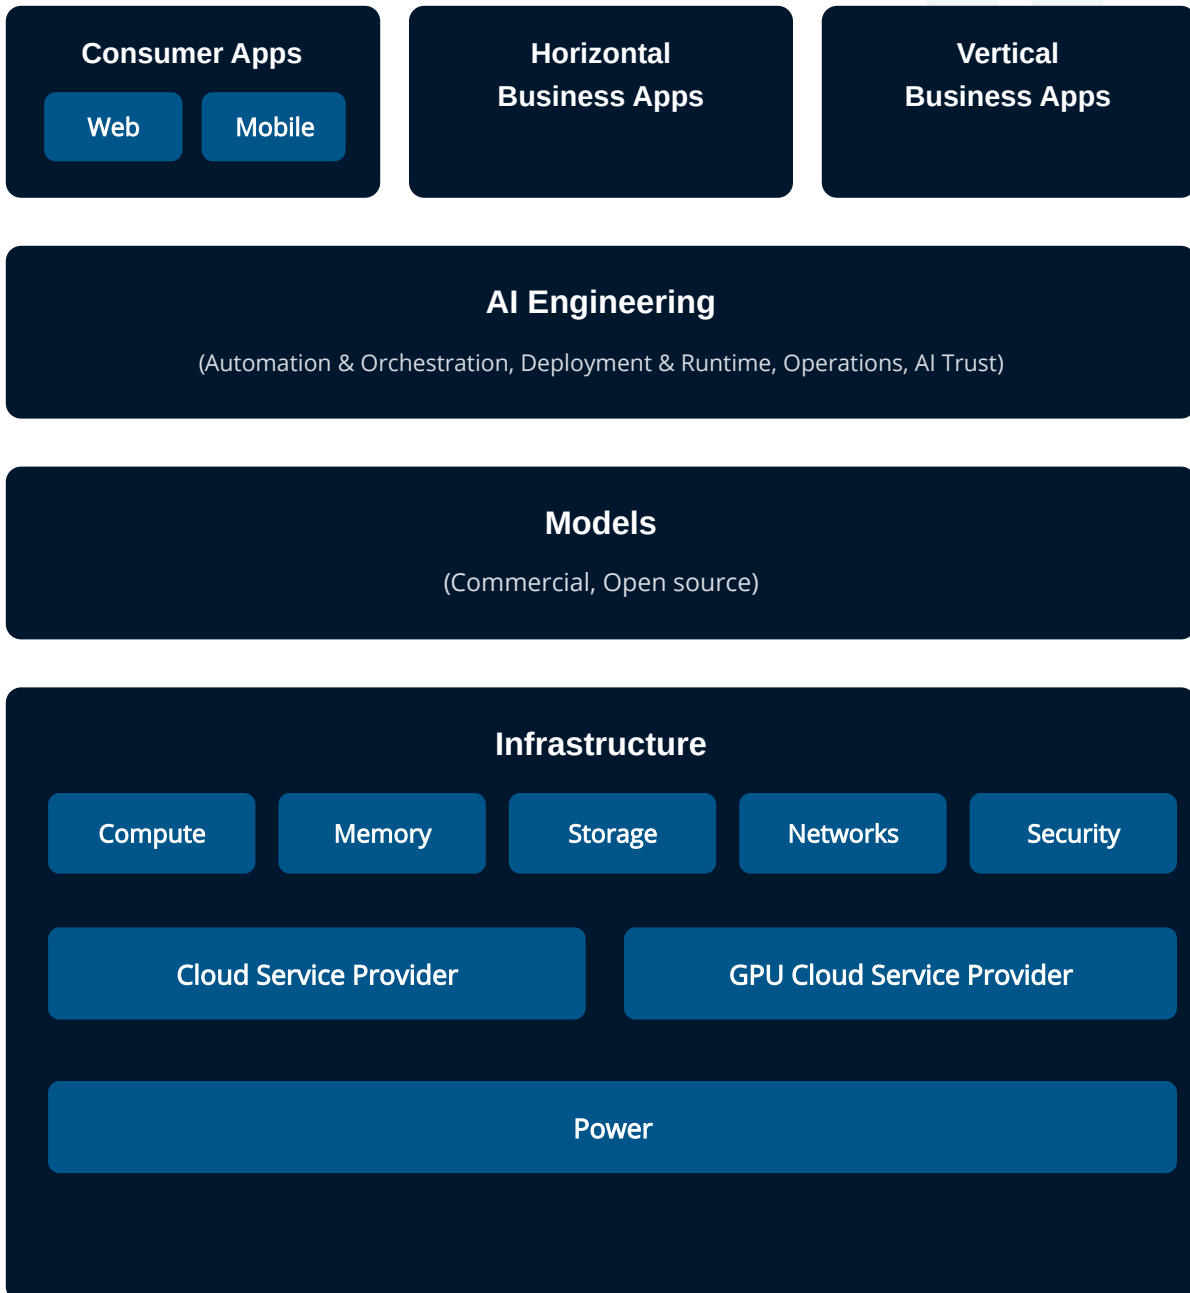 Consumer Apps
Web
Mobile
Horizontal
Business Apps
Vertical
Business Apps
AI Engineering
(Automation & Orchestration, Deployment & Runtime, Operations, AI Trust)
Models
(Commercial, Open source)
Infrastructure
Compute
Memory
Storage
Networks
Security
Cloud Service Provider
GPU Cloud Service Provider
Power